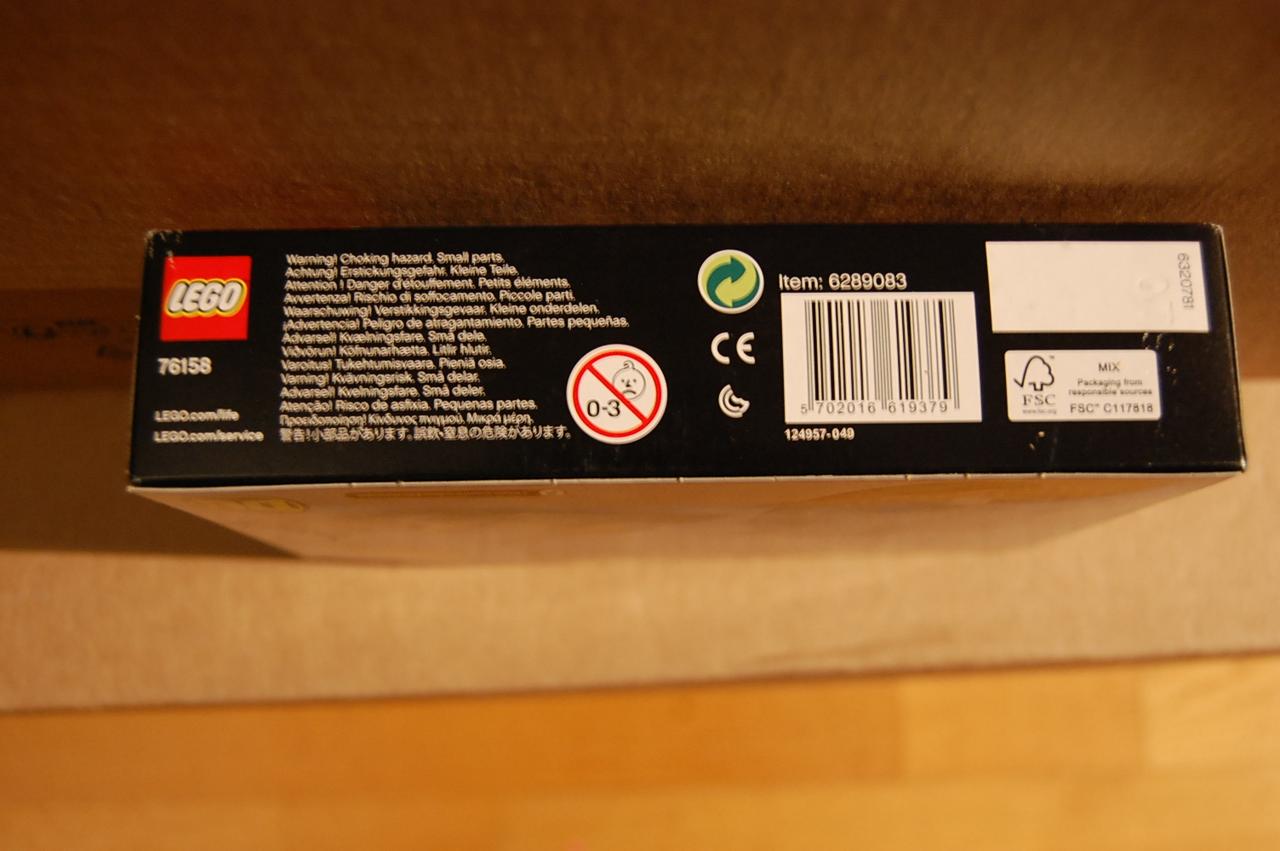 LEGO
76158
LEGO.com/life
LEGO.com/service
Warning! Choking hazard. Small parts.
Achtung! Erstickungsgefahr. Kleine Teile.
Attention ! Danger d'étouffement. Petits éléments.
Avvertenza! Rischio di soffocamento. Piccole parti.
Waarschuwing! Verstikkingsgevaar. Kleine onderdelen.
¡Advertencia! Peligro de atragantamiento. Partes pequeñas.
Advarsel! Kvælningsfare. Små dele.
Viðvörun! Köfnunarhætta. Litlir hlutir.
Varoitus! Tukehtumisvaara. Pieniä osia.
Varning! Kvävningsrisk. Små delar.
Advarsel! Kvelningsfare. Små deler.
Atenção! Risco de asfixia. Pequenas partes.
Προειδοποίηση! Κίνδυνος πνιγμού. Μικρά μέρη.
警告!小部品があります。誤飲・窒息の危険があります。
0-3
CE
Item: 6289083
5 702016 619379
124957-049
6320781
FSC
www.fsc.org
MIX
Packaging from
responsible sources
FSC™ C117818